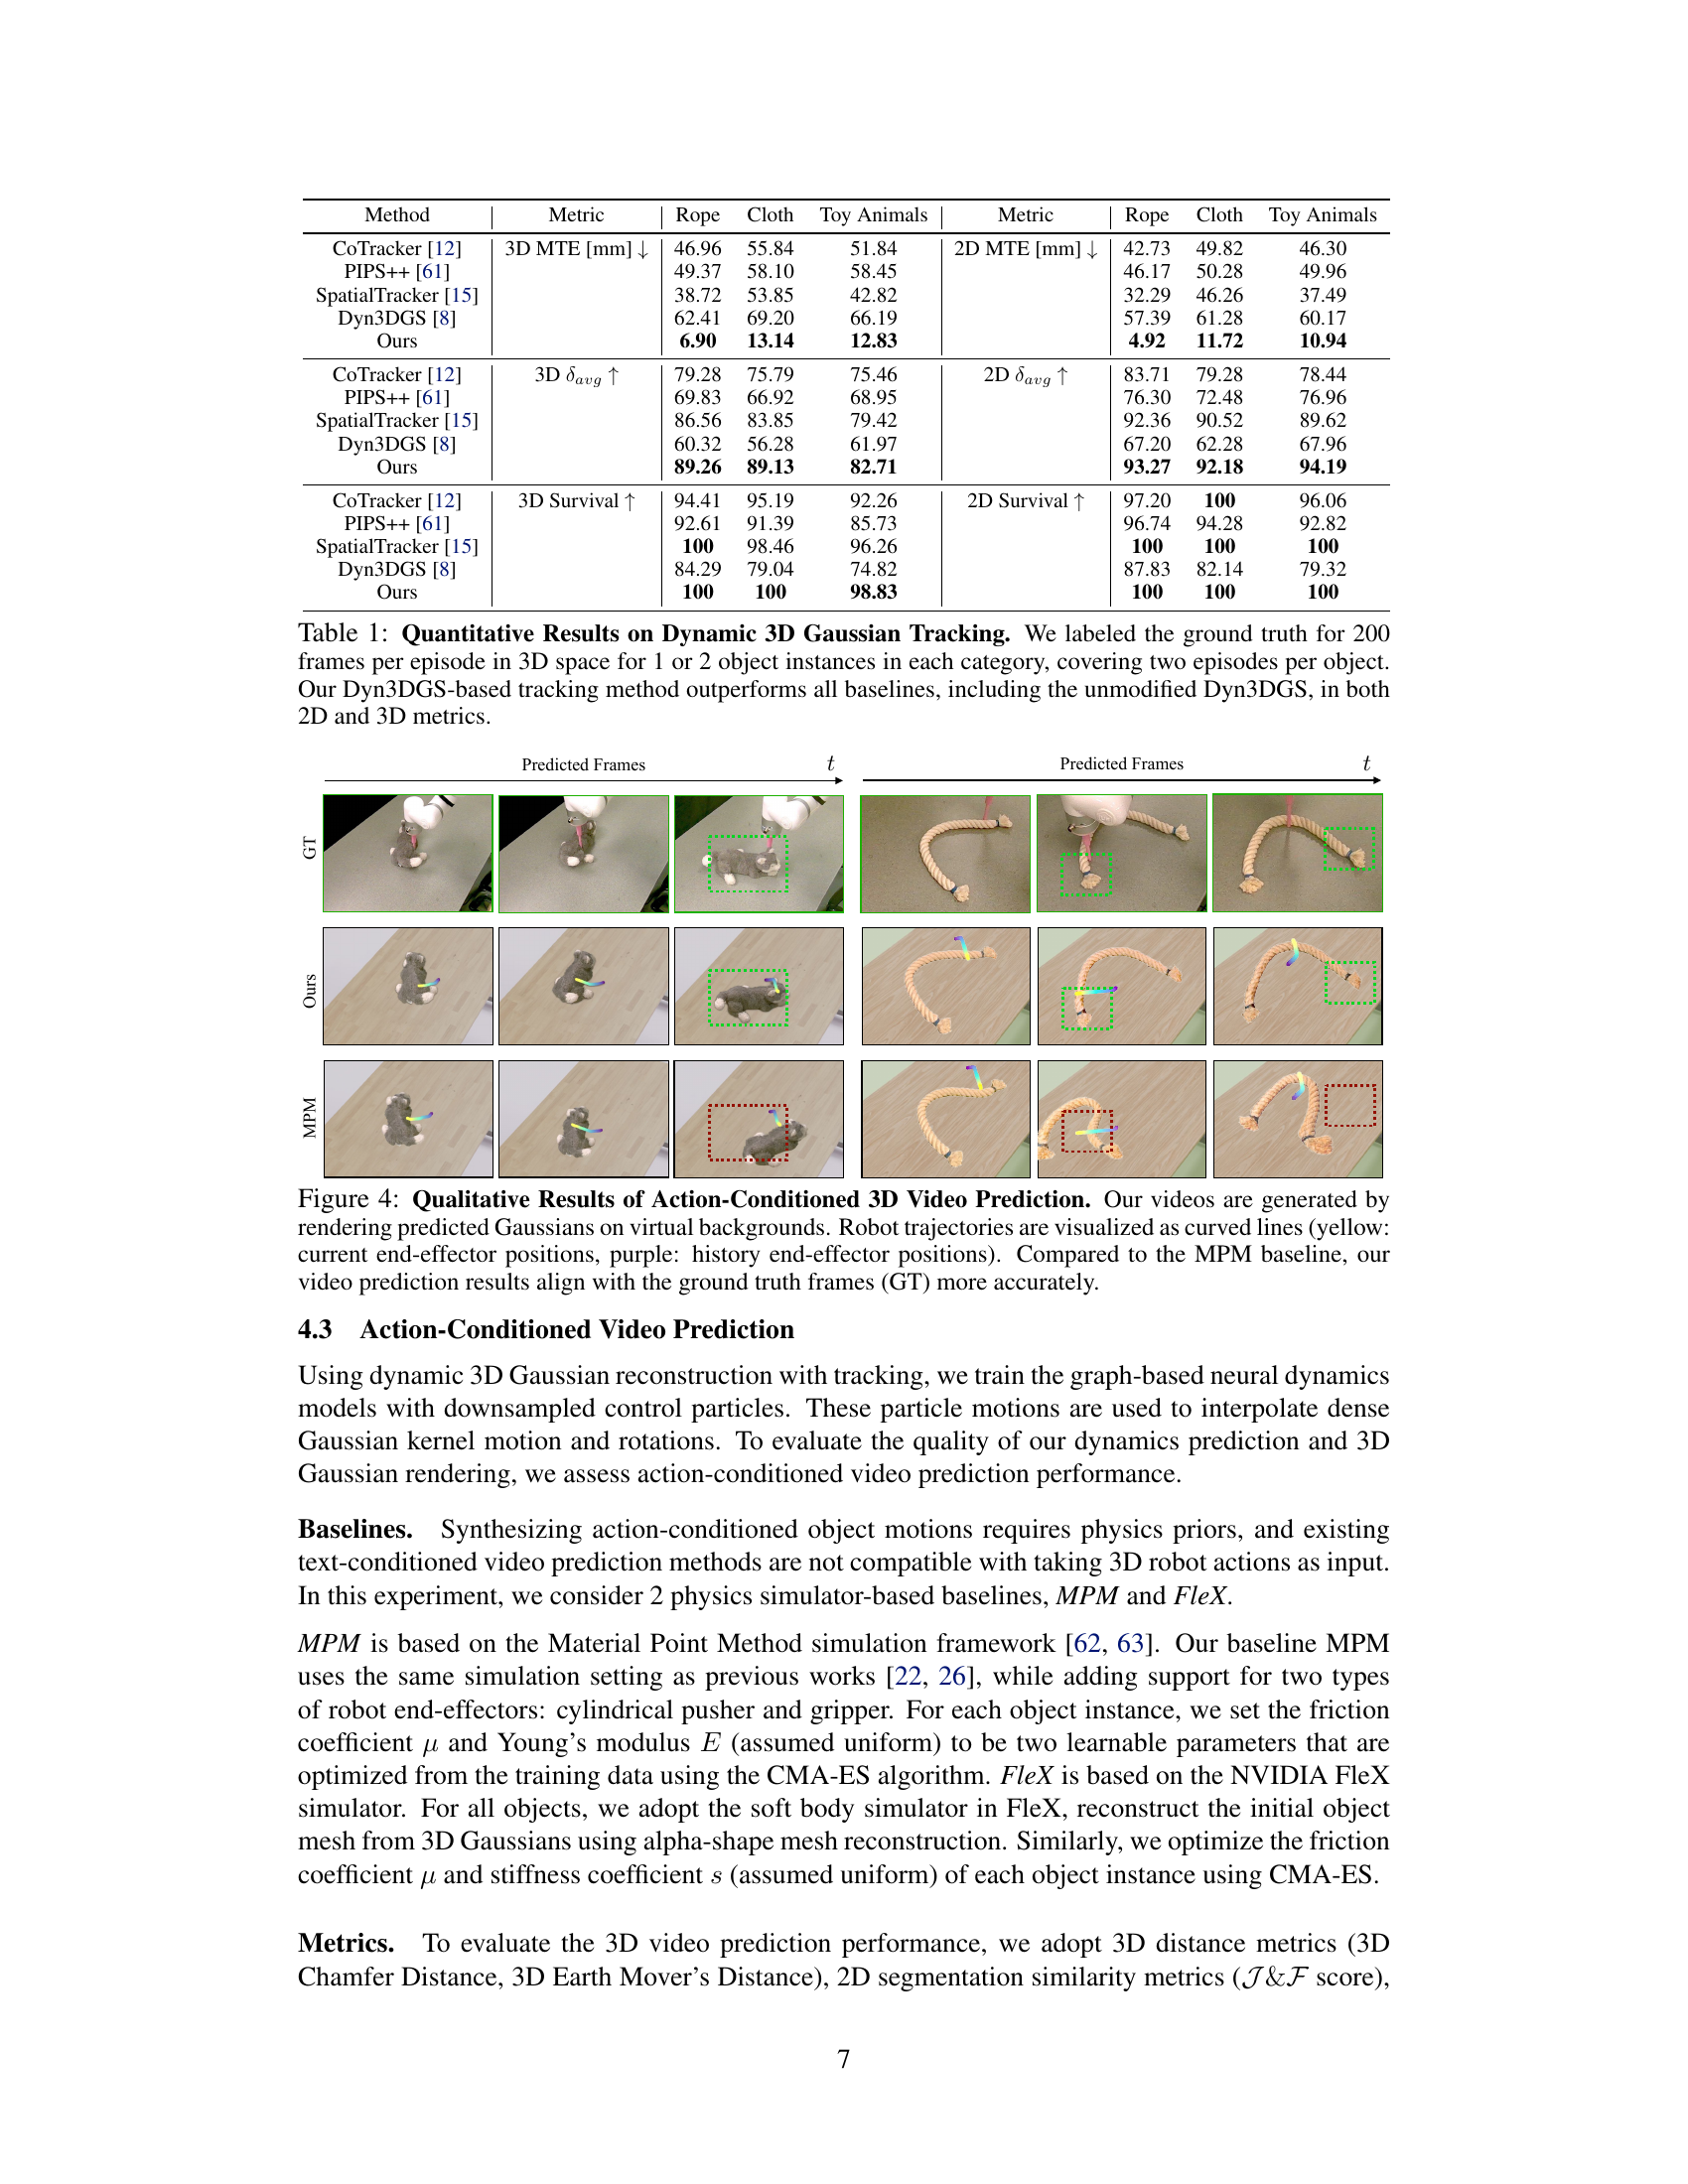 Method Metric Rope Cloth Toy Animals Metric Rope Cloth Toy Animals
CoTracker [12] 3D MTE [mm] ↓ 46.96 55.84 51.84 2D MTE [mm] ↓ 42.73 49.82 46.30
PIPS++ [61] 49.37 58.10 58.45 46.17 50.28 49.96
SpatialTracker [15] 38.72 53.85 42.82 32.29 46.26 37.49
Dyn3DGS [8] 62.41 69.20 66.19 57.39 61.28 60.17
Ours 6.90 13.14 12.83 4.92 11.72 10.94
CoTracker [12] 3D δavg ↑ 79.28 75.79 75.46 2D δavg ↑ 83.71 79.28 78.44
PIPS++ [61] 69.83 66.92 68.95 76.30 72.48 76.96
SpatialTracker [15] 86.56 83.85 79.42 92.36 90.52 89.62
Dyn3DGS [8] 60.32 56.28 61.97 67.20 62.28 67.96
Ours 89.26 89.13 82.71 93.27 92.18 94.19
CoTracker [12] 3D Survival ↑ 94.41 95.19 92.26 2D Survival ↑ 97.20 100 96.06
PIPS++ [61] 92.61 91.39 85.73 96.74 94.28 92.82
SpatialTracker [15] 100 98.46 96.26 100 100 100
Dyn3DGS [8] 84.29 79.04 74.82 87.83 82.14 79.32
Ours 100 100 98.83 100 100 100
Table 1: Quantitative Results on Dynamic 3D Gaussian Tracking. We labeled the ground truth for 200
frames per episode in 3D space for 1 or 2 object instances in each category, covering two episodes per object.
Our Dyn3DGS-based tracking method outperforms all baselines, including the unmodified Dyn3DGS, in both
2D and 3D metrics.
Predicted Frames t Predicted Frames t
GT
Ours
MPM
Figure 4: Qualitative Results of Action-Conditioned 3D Video Prediction. Our videos are generated by
rendering predicted Gaussians on virtual backgrounds. Robot trajectories are visualized as curved lines (yellow:
current end-effector positions, purple: history end-effector positions). Compared to the MPM baseline, our
video prediction results align with the ground truth frames (GT) more accurately.
4.3 Action-Conditioned Video Prediction
Using dynamic 3D Gaussian reconstruction with tracking, we train the graph-based neural dynamics
models with downsampled control particles. These particle motions are used to interpolate dense
Gaussian kernel motion and rotations. To evaluate the quality of our dynamics prediction and 3D
Gaussian rendering, we assess action-conditioned video prediction performance.
Baselines. Synthesizing action-conditioned object motions requires physics priors, and existing
text-conditioned video prediction methods are not compatible with taking 3D robot actions as input.
In this experiment, we consider 2 physics simulator-based baselines, MPM and FleX.
MPM is based on the Material Point Method simulation framework [62, 63]. Our baseline MPM
uses the same simulation setting as previous works [22, 26], while adding support for two types
of robot end-effectors: cylindrical pusher and gripper. For each object instance, we set the friction
coefficient μ and Young's modulus E (assumed uniform) to be two learnable parameters that are
optimized from the training data using the CMA-ES algorithm. FleX is based on the NVIDIA FleX
simulator. For all objects, we adopt the soft body simulator in FleX, reconstruct the initial object
mesh from 3D Gaussians using alpha-shape mesh reconstruction. Similarly, we optimize the friction
coefficient μ and stiffness coefficient s (assumed uniform) of each object instance using CMA-ES.
Metrics. To evaluate the 3D video prediction performance, we adopt 3D distance metrics (3D
Chamfer Distance, 3D Earth Mover's Distance), 2D segmentation similarity metrics (𝒥&ℱ score),
7